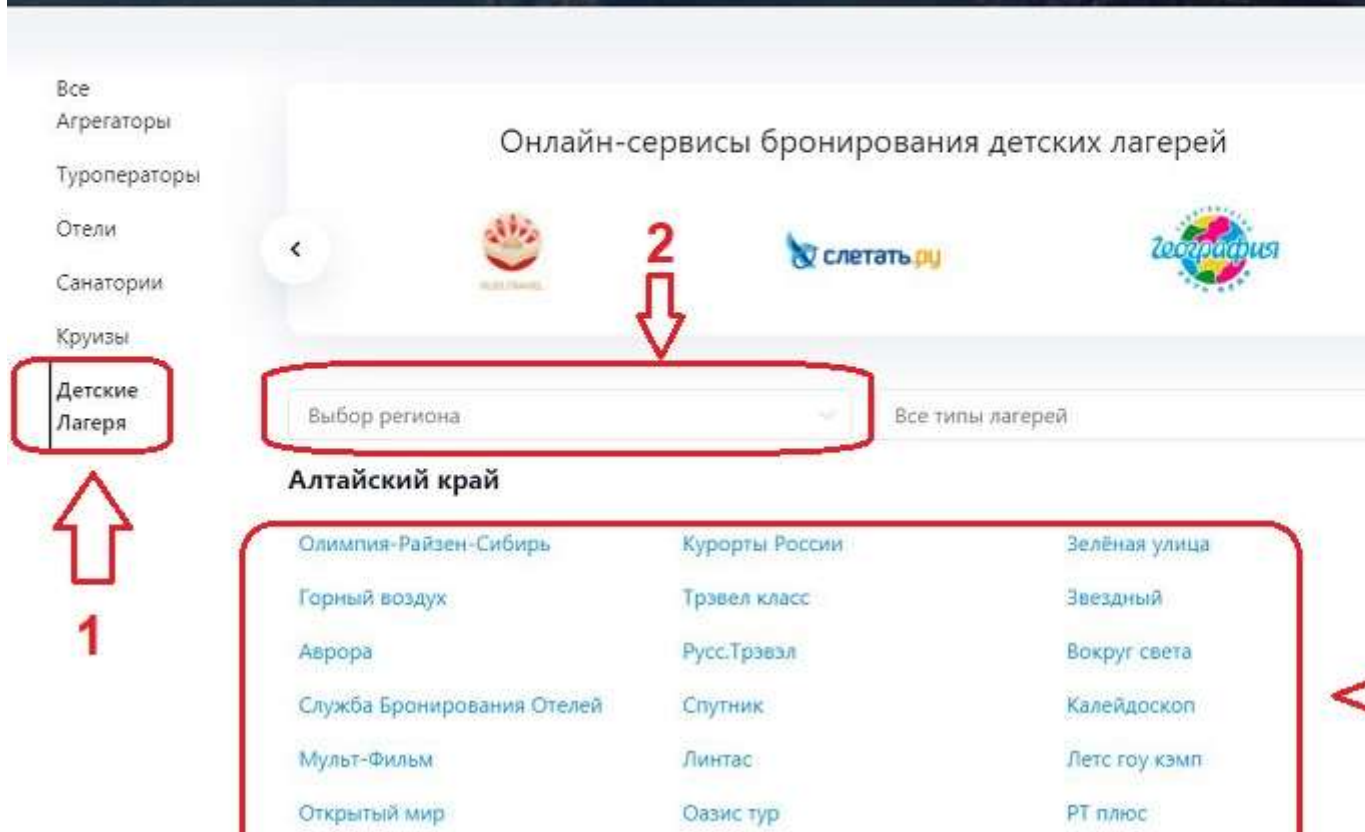 Все
Агрегаторы
Туроператоры
Отели
Санатории
Круизы
Детские
Лагеря
1
Онлайн-сервисы бронирования детских лагерей
слетать.ру
География
2
Выбор региона
Все типы лагерей
Алтайский край
Олимпия-Райзен-Сибирь
Курорты России
Зелёная улица
Горный воздух
Трэвел класс
Звездный
Аврора
Русс.Трэвэл
Вокруг света
Служба Бронирования Отелей
Спутник
Калейдоскоп
Мульт-Фильм
Линтас
Летс гоу кэмп
Открытый мир
Оазис тур
РТ плюс